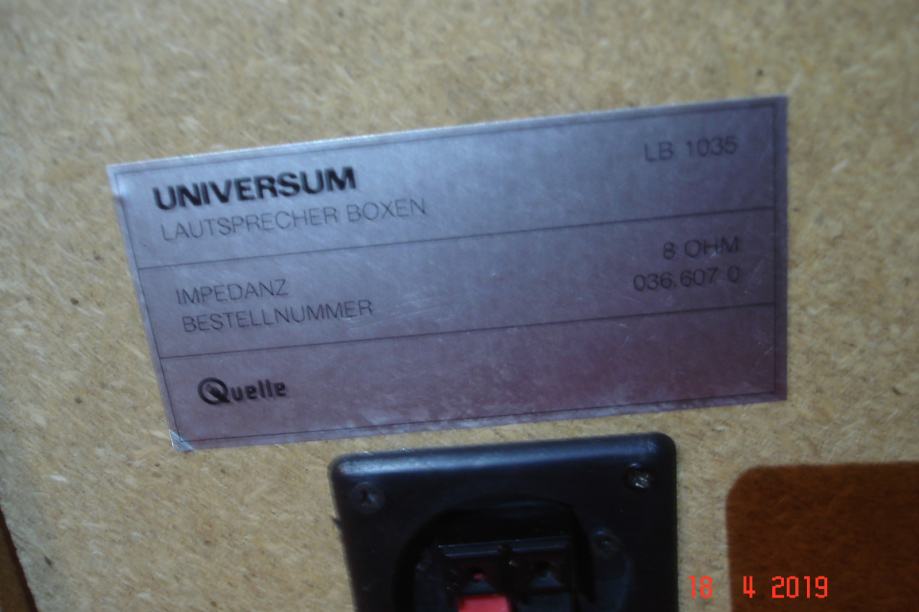 UNIVERSUM LB 1035
LAUTSPRECHER BOXEN
IMPEDANZ 8 OHM
BESTELLNUMMER 036.607 0
Quelle
18 4 2019